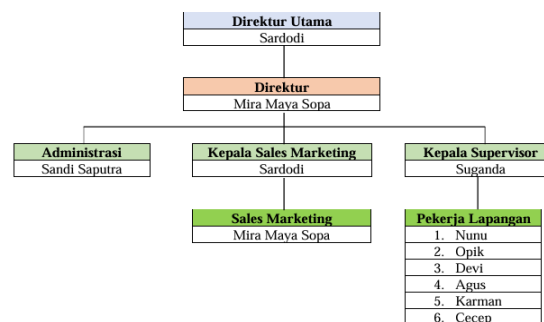 Direktur Utama
Sardodi
Direktur
Mira Maya Sopa
Administrasi
Sandi Saputra
Kepala Sales Marketing
Sardodi
Kepala Supervisor
Suganda
Sales Marketing
Mira Maya Sopa
Pekerja Lapangan
1. Nunu
2. Opik
3. Devi
4. Agus
5. Karman
6. Cecep